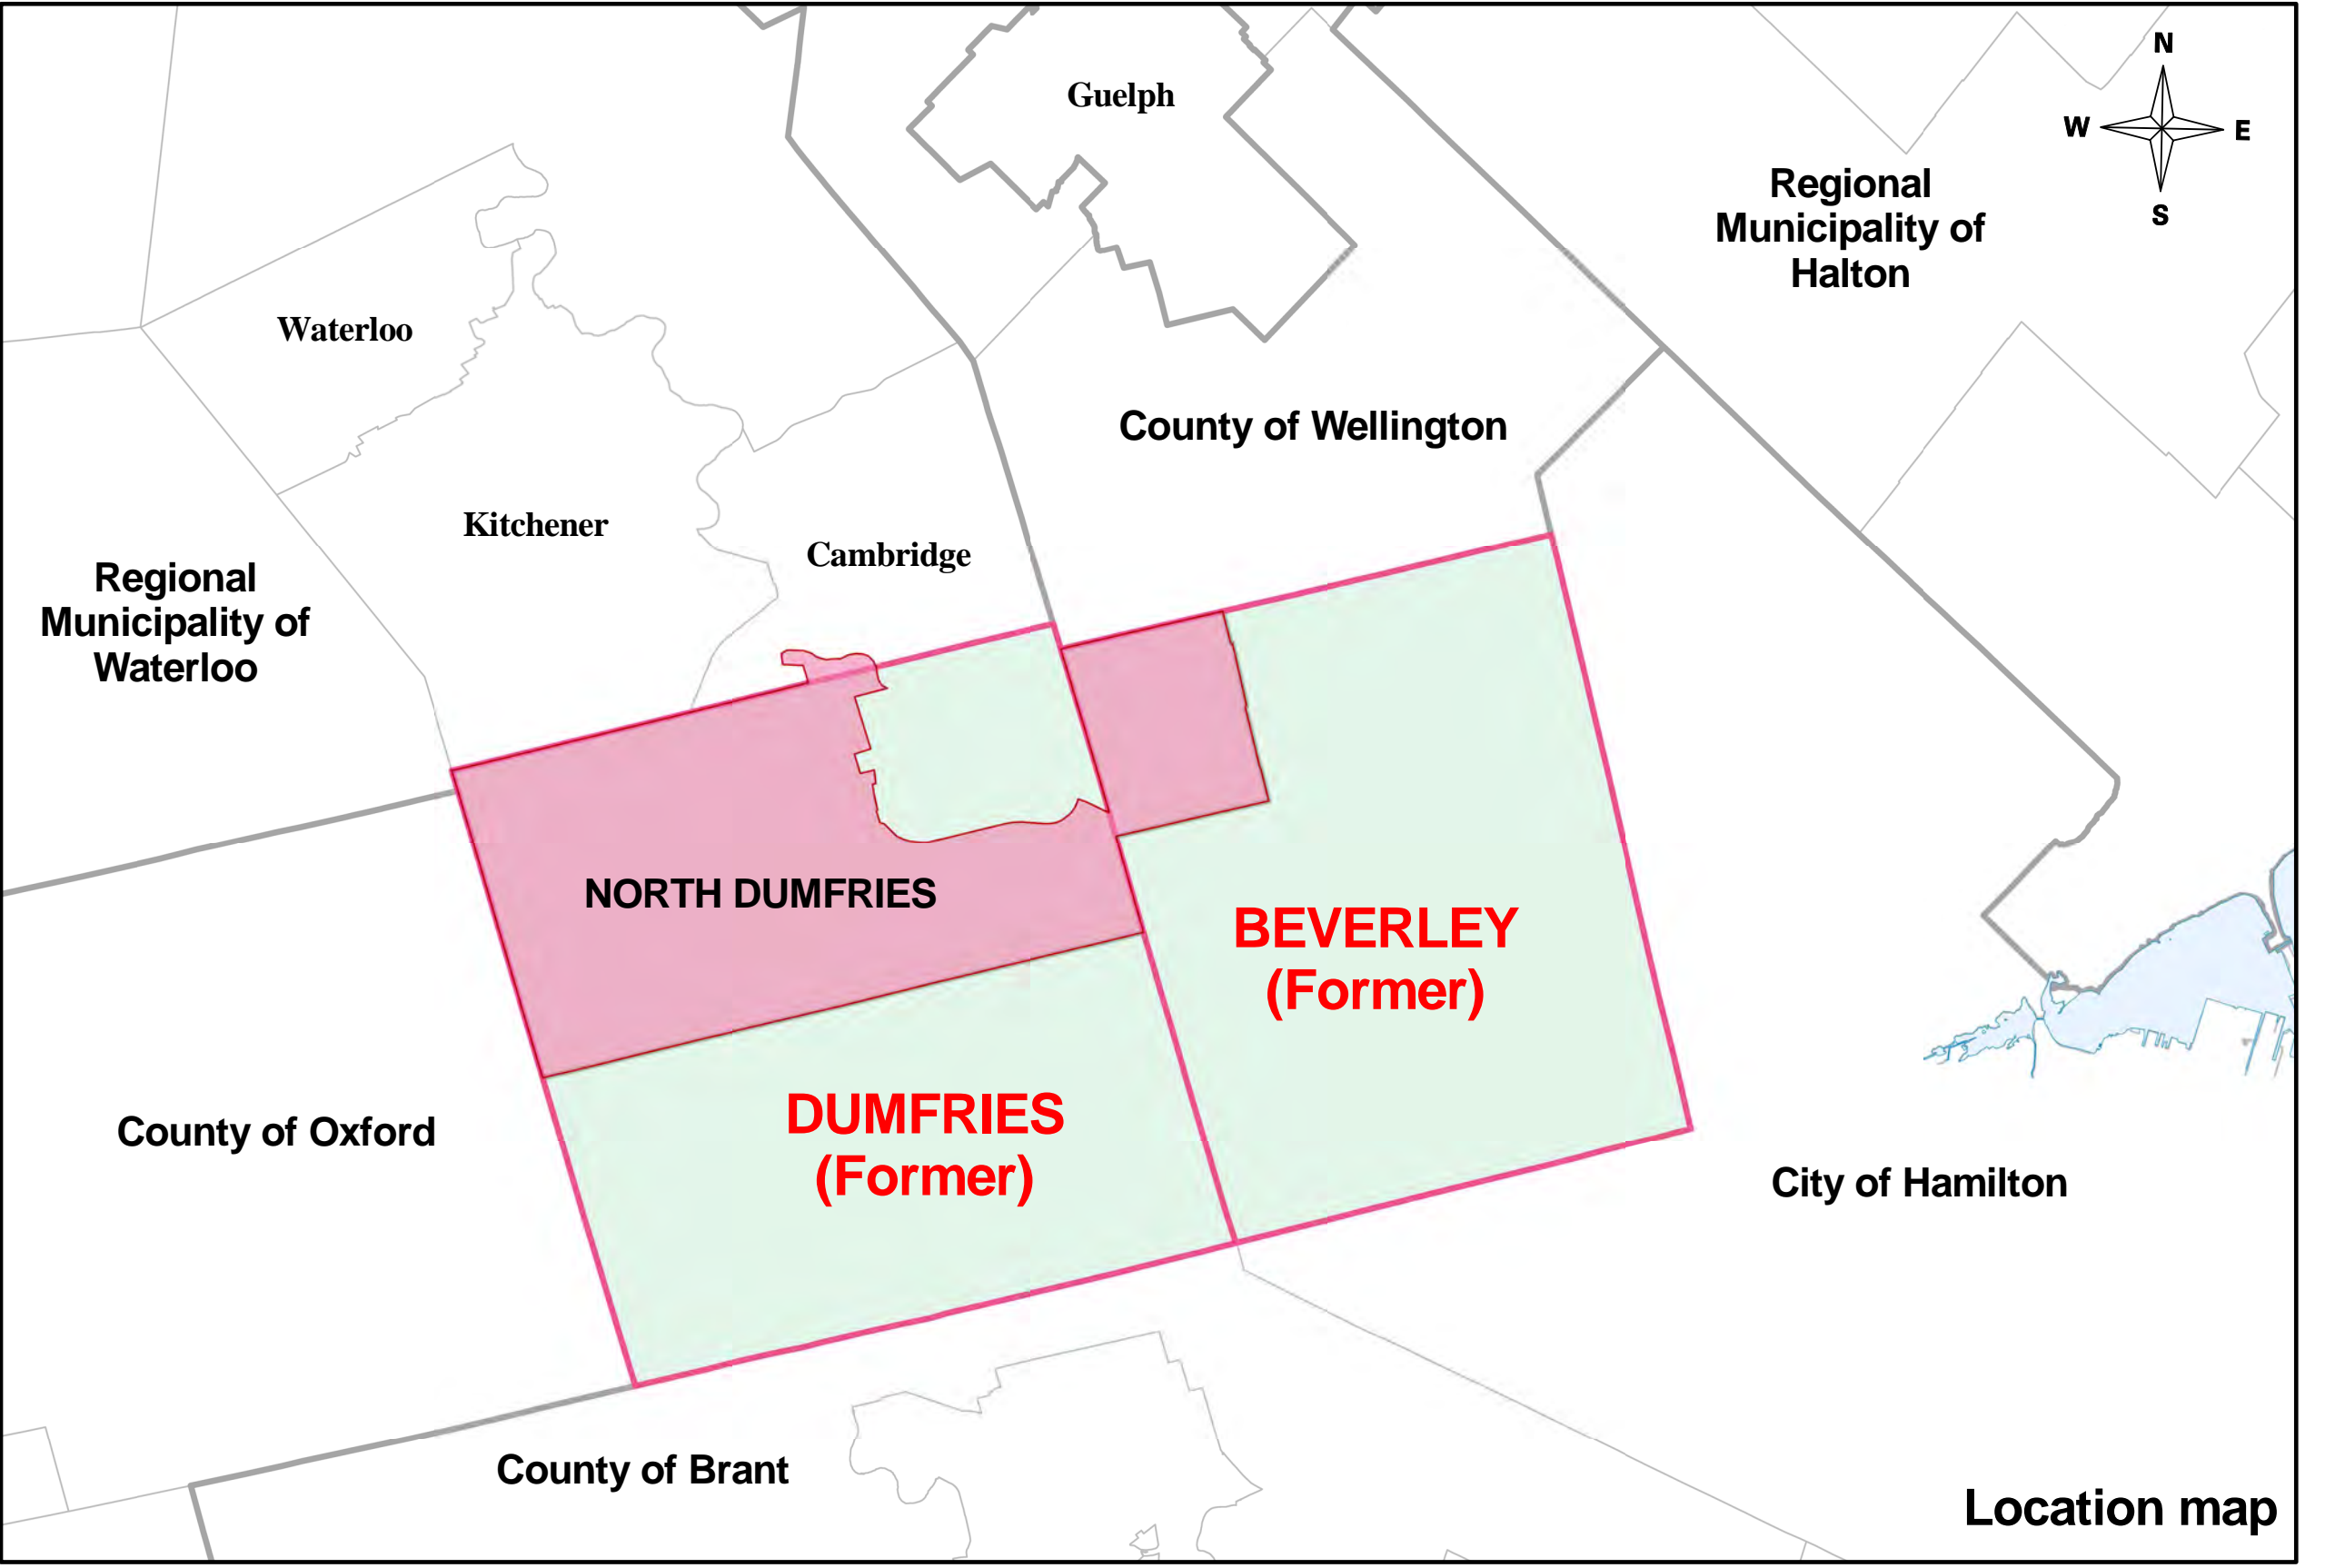 N
W
E
S
Guelph
Regional
Municipality of
Halton
Waterloo
County of Wellington
Kitchener
Cambridge
Regional
Municipality of
Waterloo
NORTH DUMFRIES
BEVERLEY
(Former)
DUMFRIES
(Former)
County of Oxford
City of Hamilton
County of Brant
Location map